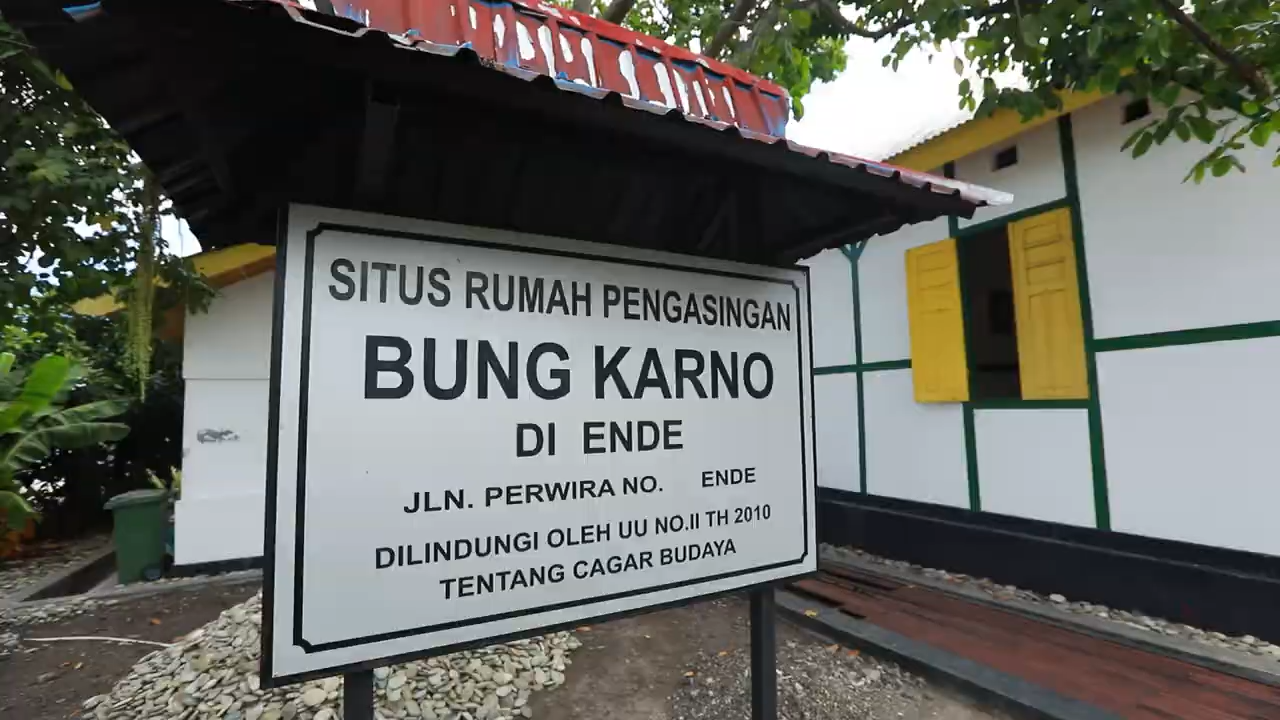 SITUS RUMAH PENGASINGAN
BUNG KARNO
DI ENDE
JLN. PERWIRA NO. ENDE
DILINDUNGI OLEH UU NO.II TH 2010
TENTANG CAGAR BUDAYA